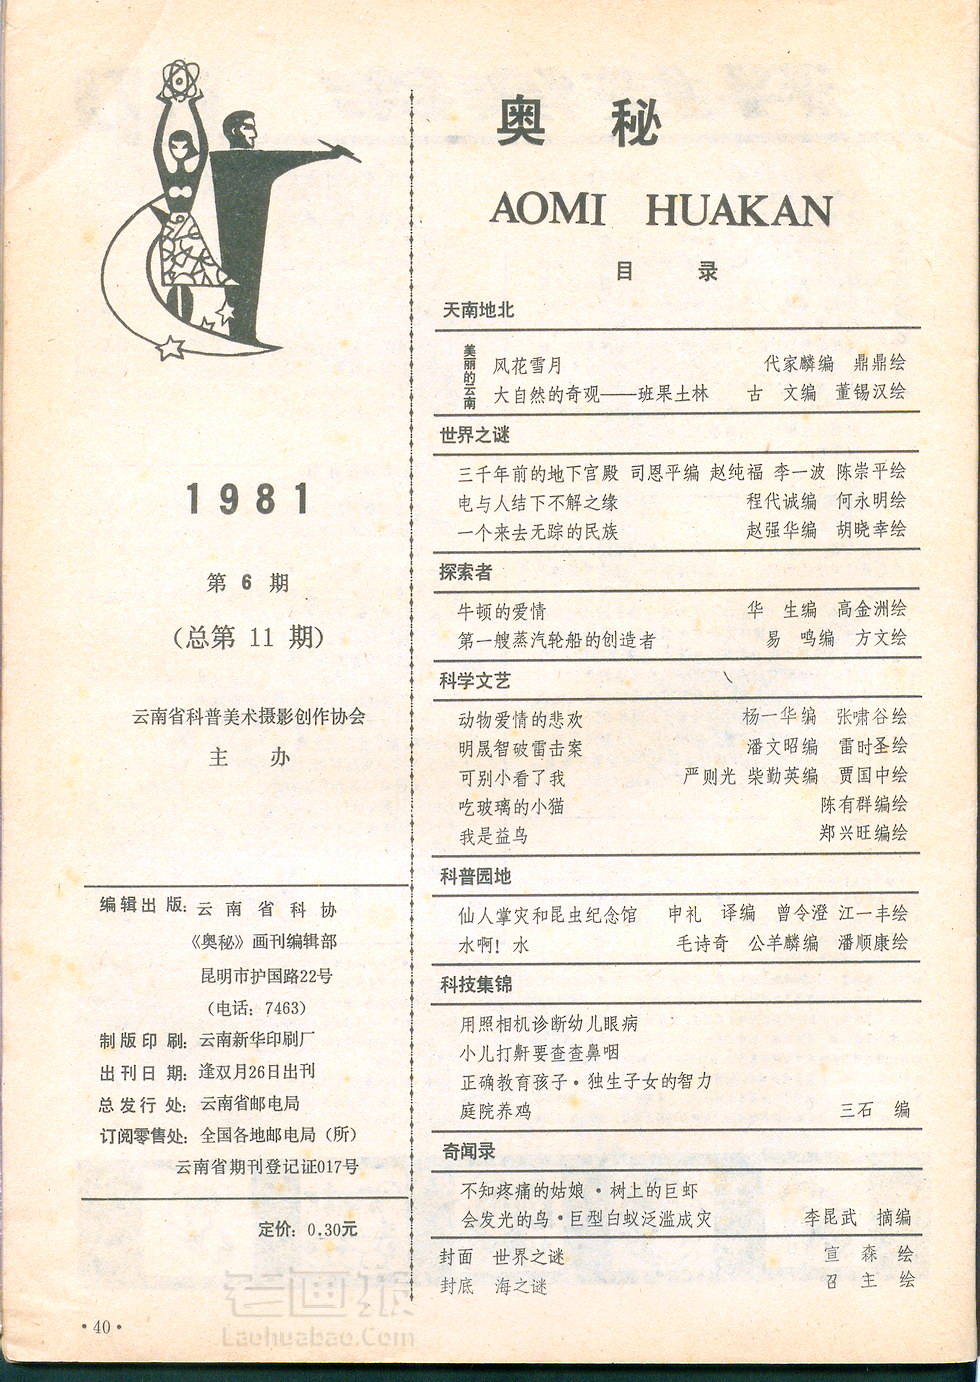 奥秘
AOMI HUAKAN
目录
天南地北
美丽的云南
风花雪月 代家麟编 鼎鼎绘
大自然的奇观——班果土林 古 文编 董锡汉绘
世界之谜
三千年前的地下宫殿 司恩平编 赵纯福 李一波 陈崇平绘
电与人结下不解之缘 程代诚编 何永明绘
一个来去无踪的民族 赵强华编 胡晓幸绘
探索者
牛顿的爱情 华 生编 高金洲绘
第一艘蒸汽轮船的创造者 易 鸣编 方文绘
科学文艺
动物爱情的悲欢 杨一华编 张啸谷绘
明晟智破雷击案 潘文昭编 雷时圣绘
可别小看了我 严则光 柴勤英编 贾国中绘
吃玻璃的小猫 陈有群编绘
我是益鸟 郑兴旺编绘
科普园地
仙人掌灾和昆虫纪念馆 申礼 译编 曾令澄 江一丰绘
水啊！水 毛诗奇 公羊麟编 潘顺康绘
科技集锦
用照相机诊断幼儿眼病
小儿打鼾要查查鼻咽
正确教育孩子·独生子女的智力
庭院养鸡 三石 编
奇闻录
不知疼痛的姑娘·树上的巨虾
会发光的鸟·巨型白蚁泛滥成灾 李昆武 摘编
封面 世界之谜 宣 森 绘
封底 海之谜 召 主 绘
1981
第 6 期
（总第 11 期）
云南省科普美术摄影创作协会
主 办
编辑出版：云南省科协
《奥秘》画刊编辑部
昆明市护国路22号
（电话：7463）
制版印刷：云南新华印刷厂
出刊日期：逢双月26日出刊
总发行处：云南省邮电局
订阅零售处：全国各地邮电局（所）
云南省期刊登记证017号
定价：0.30元
·40·
老画报
Laohuabao.Com